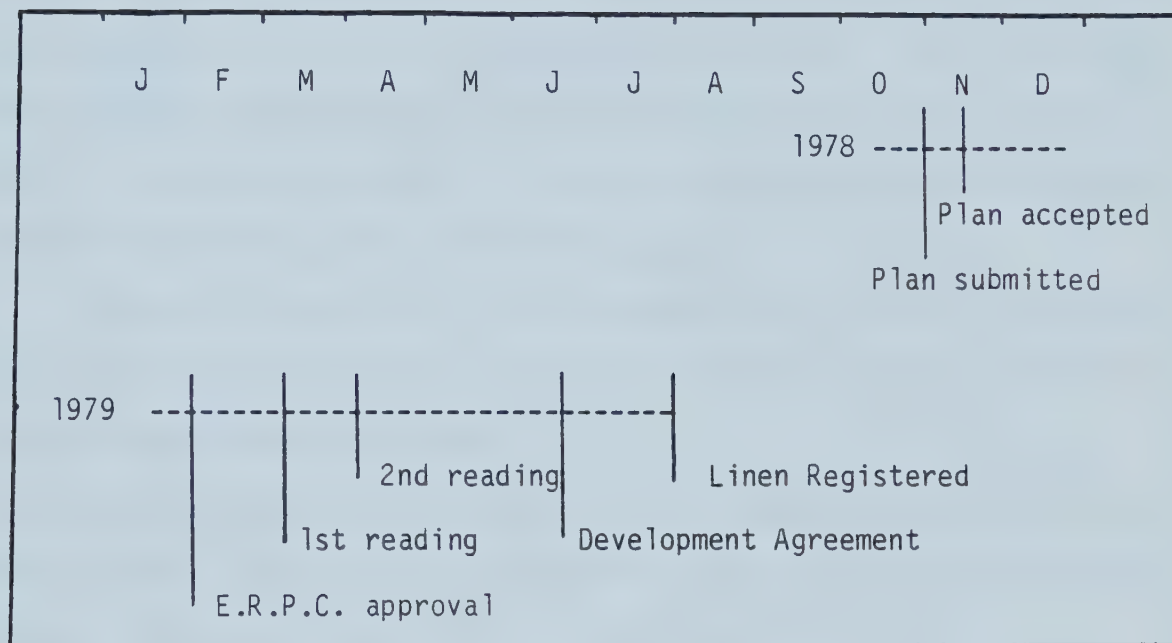 J F M A M J J A S O N D
1978
Plan accepted
Plan submitted
1979
2nd reading
Linen Registered
1st reading
Development Agreement
E.R.P.C. approval